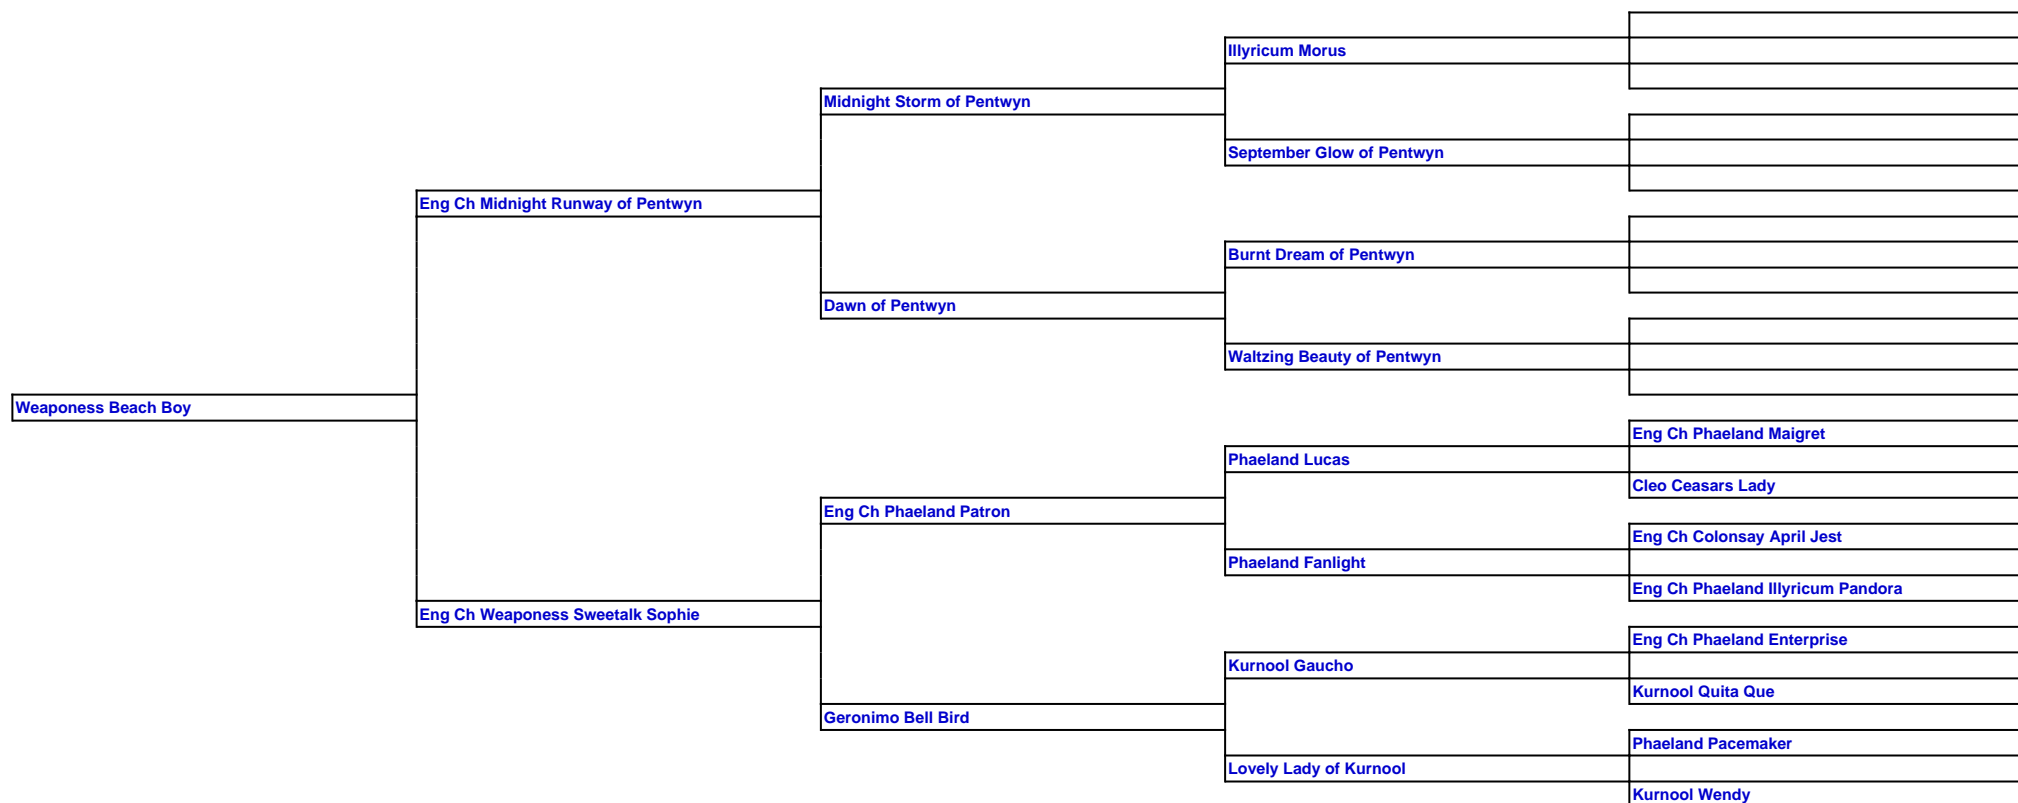 Illyricum Morus
Midnight Storm of Pentwyn
September Glow of Pentwyn
Eng Ch Midnight Runway of Pentwyn
Burnt Dream of Pentwyn
Dawn of Pentwyn
Waltzing Beauty of Pentwyn
Weaponess Beach Boy
Eng Ch Phaeland Maigret
Phaeland Lucas
Cleo Ceasars Lady
Eng Ch Phaeland Patron
Eng Ch Colonsay April Jest
Phaeland Fanlight
Eng Ch Phaeland Illyricum Pandora
Eng Ch Weaponess Sweetalk Sophie
Eng Ch Phaeland Enterprise
Kurnool Gaucho
Kurnool Quita Que
Geronimo Bell Bird
Phaeland Pacemaker
Lovely Lady of Kurnool
Kurnool Wendy